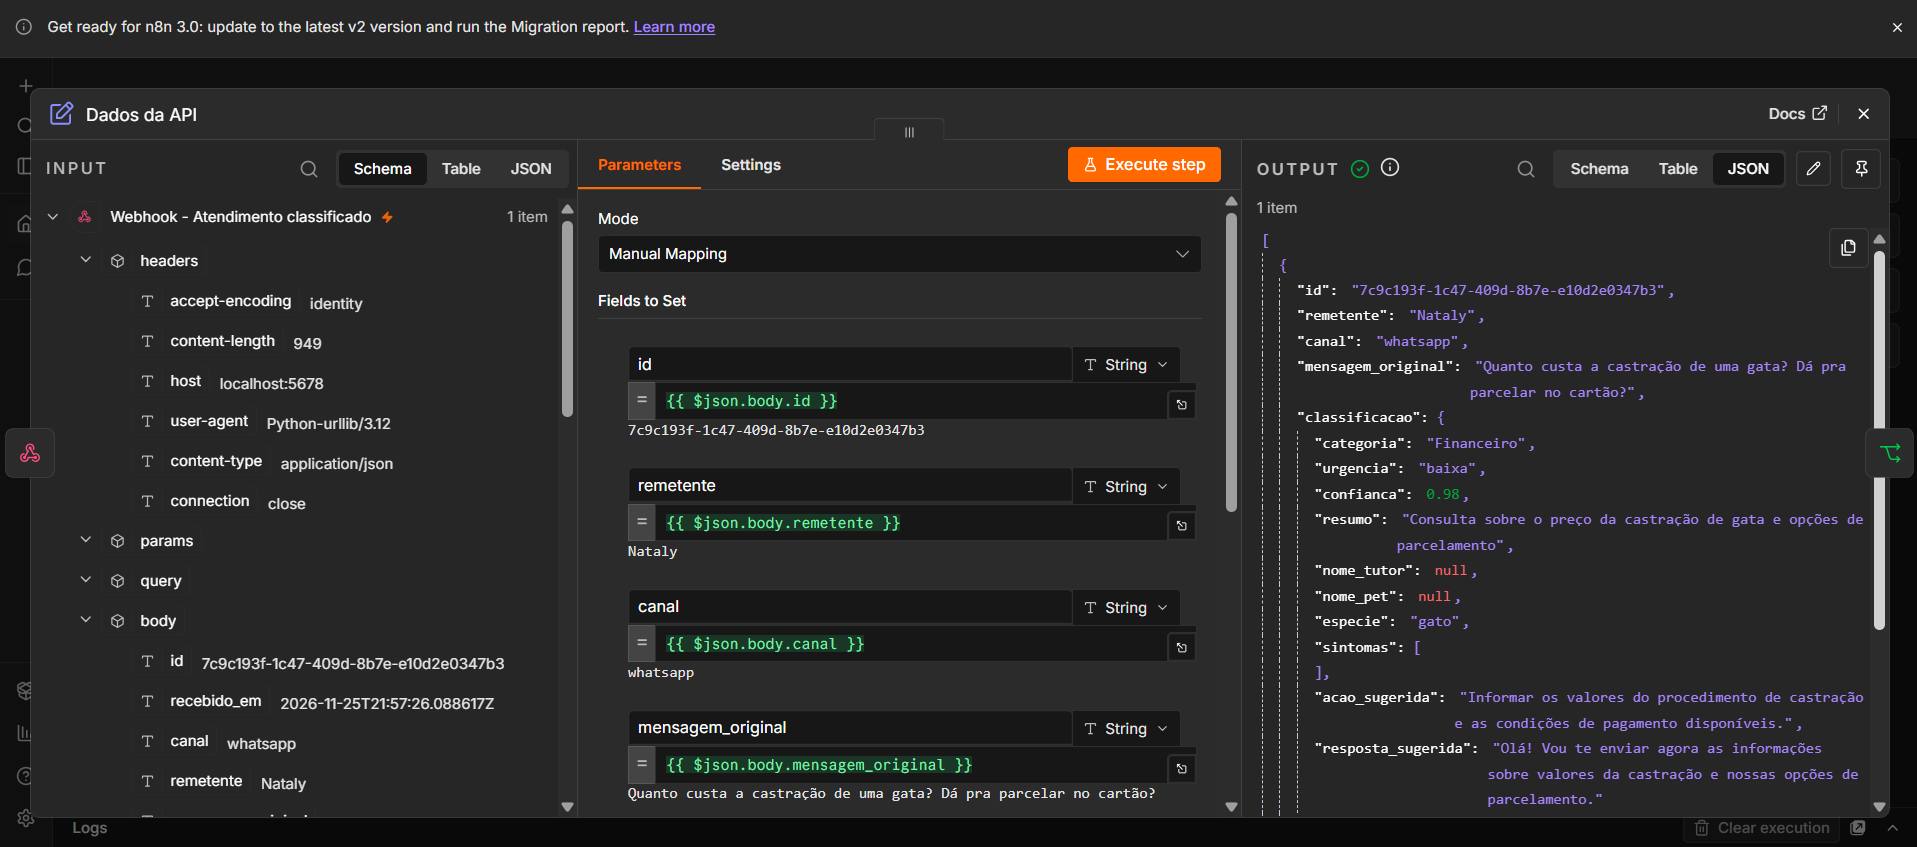 Get ready for n8n 3.0: update to the latest v2 version and run the Migration report. Learn more
Dados da API
Docs
INPUT
Schema
Table
JSON
Webhook - Atendimento classificado
1 item
headers
accept-encoding identity
content-length 949
host localhost:5678
user-agent Python-urllib/3.12
content-type application/json
connection close
params
query
body
id 7c9c193f-1c47-409d-8b7e-e10d2e0347b3
recebido_em 2026-11-25T21:57:26.088617Z
canal whatsapp
remetente Nataly
Parameters
Settings
Execute step
Mode
Manual Mapping
Fields to Set
id
String
= {{ $json.body.id }}
7c9c193f-1c47-409d-8b7e-e10d2e0347b3
remetente
String
= {{ $json.body.remetente }}
Nataly
canal
String
= {{ $json.body.canal }}
whatsapp
mensagem_original
String
= {{ $json.body.mensagem_original }}
Quanto custa a castração de uma gata? Dá pra parcelar no cartão?
OUTPUT
Schema
Table
JSON
1 item
[
{
"id": "7c9c193f-1c47-409d-8b7e-e10d2e0347b3",
"remetente": "Nataly",
"canal": "whatsapp",
"mensagem_original": "Quanto custa a castração de uma gata? Dá pra
parcelar no cartão?",
"classificacao": {
"categoria": "Financeiro",
"urgencia": "baixa",
"confianca": 0.98,
"resumo": "Consulta sobre o preço da castração de gata e opções de
parcelamento",
"nome_tutor": null,
"nome_pet": null,
"especie": "gato",
"sintomas": [
],
"acao_sugerida": "Informar os valores do procedimento de castração
e as condições de pagamento disponíveis.",
"resposta_sugerida": "Olá! Vou te enviar agora as informações
sobre valores da castração e nossas opções de
parcelamento."
Logs
Clear execution